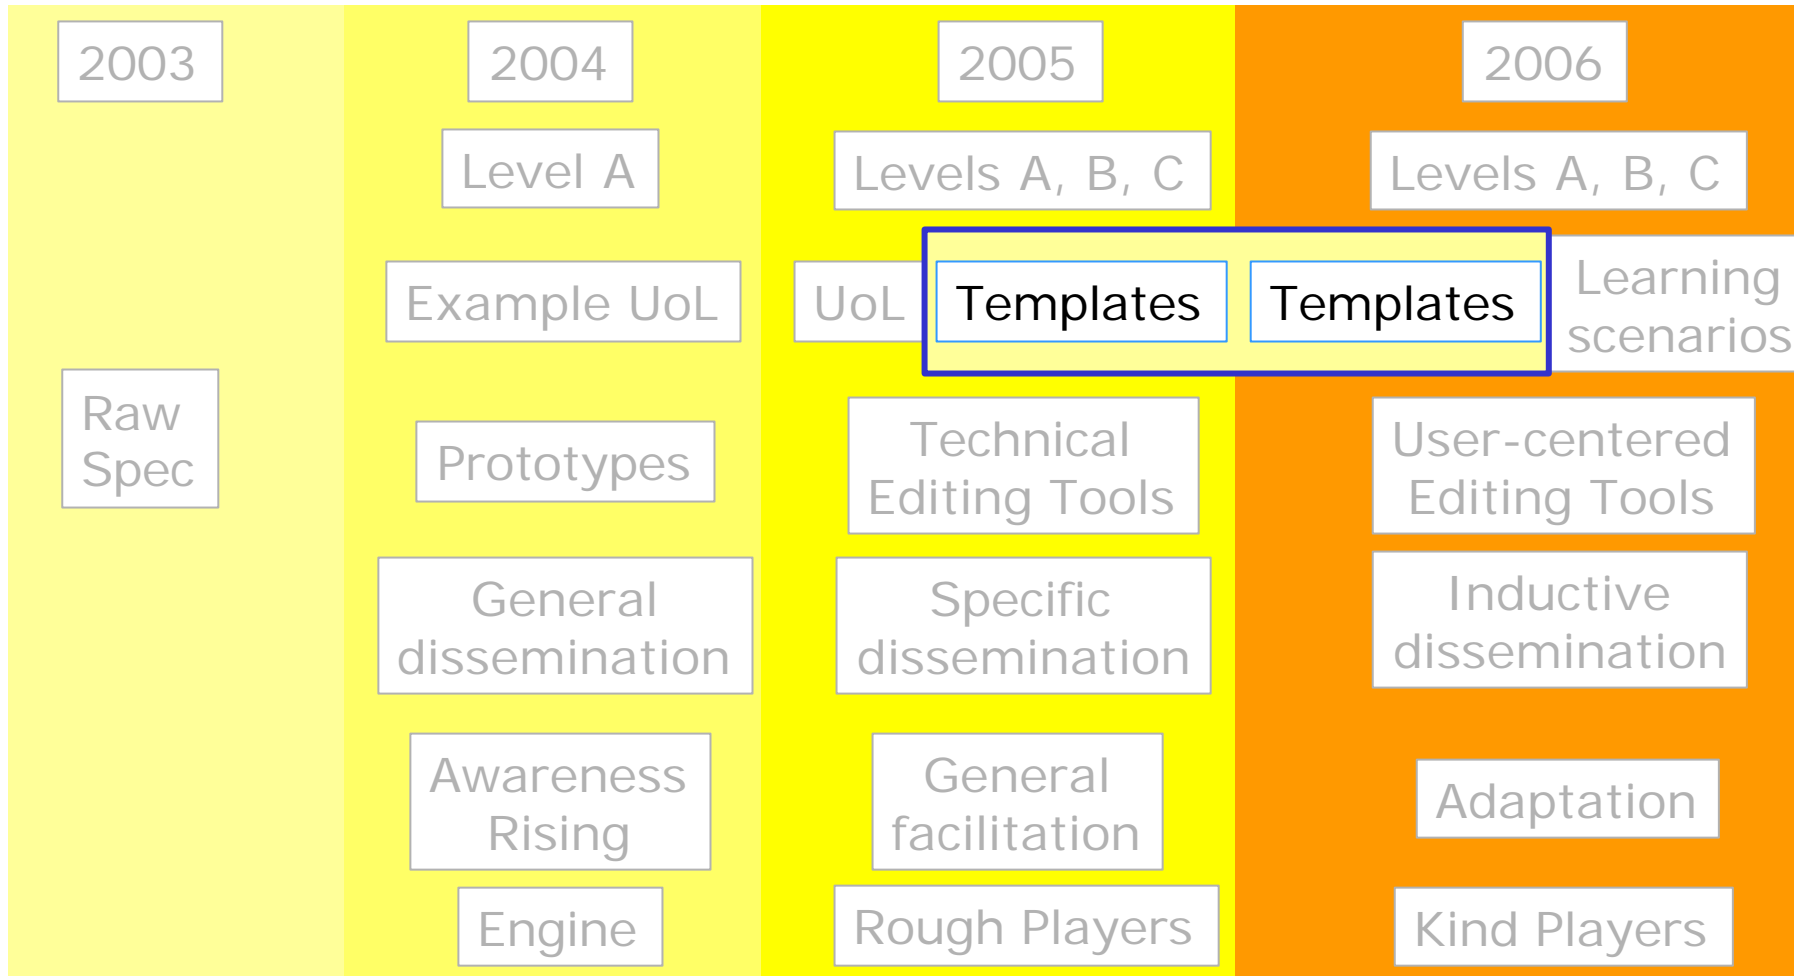 2003
2004
2005
2006
Level A
Levels A, B, C
Levels A, B, C
Example UoL
UoL
Templates
Templates
Learning
scenarios
Raw
Spec
Prototypes
Technical
Editing Tools
User-centered
Editing Tools
General
dissemination
Specific
dissemination
Inductive
dissemination
Awareness
Rising
General
facilitation
Adaptation
Engine
Rough Players
Kind Players